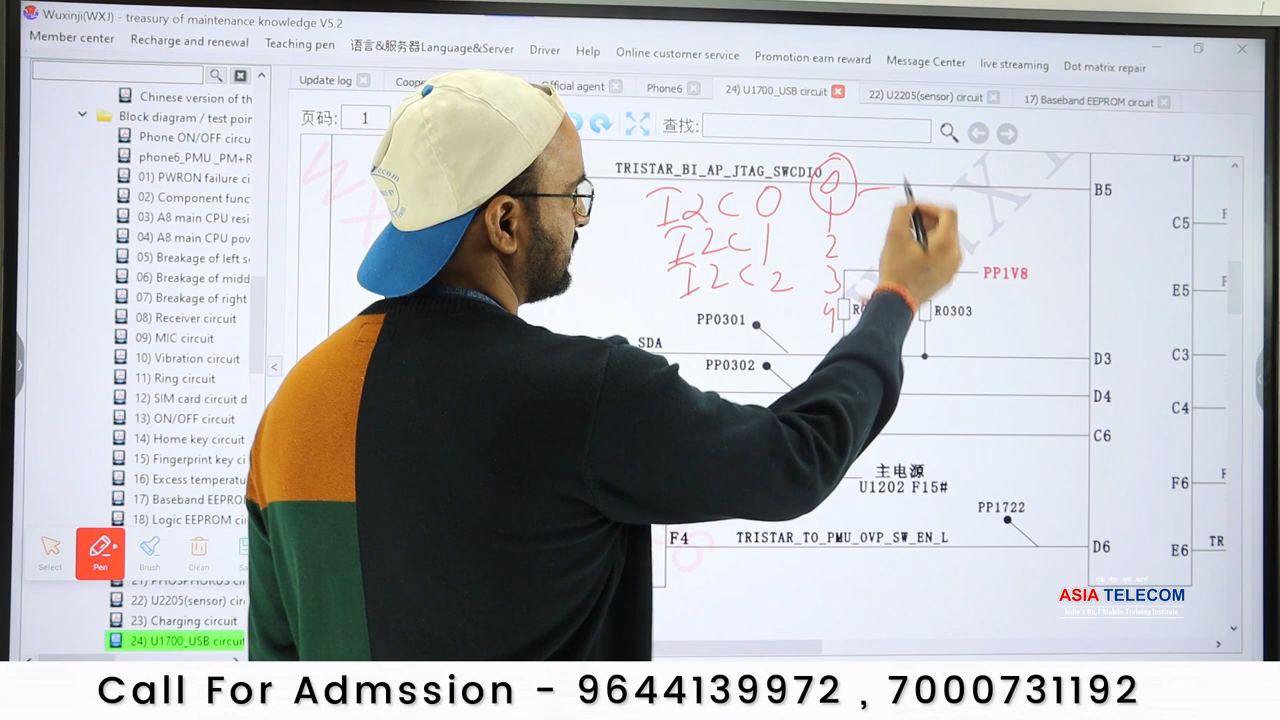 Wuxinji(WXJ) - treasury of maintenance knowledge V5.2
Member center Recharge and renewal Teaching pen 语言&服务器Language&Server Driver Help Online customer service Promotion earn reward Message Center live streaming Dot matrix repair
Update log Official agent Phone6 24) U1700_USB circuit 22) U2205(sensor) circuit 17) Baseband EEPROM circuit
页码: 1 查找:
Chinese version of th
Block diagram / test poin
Phone ON/OFF circu
phone6_PMU_PM+R
01) PWRON failure ci
02) Component func
03) A8 main CPU resi
04) A8 main CPU pow
05) Breakage of left s
06) Breakage of midd
07) Breakage of right
08) Receiver circuit
09) MIC circuit
10) Vibration circuit
11) Ring circuit
12) SIM card circuit d
13) ON/OFF circuit
14) Home key circuit
15) Fingerprint key ci
16) Excess temperatu
17) Baseband EEPRO
18) Logic EEPROM ci
22) U2205(sensor) cir
23) Charging circuit
24) U1700_USB circuit
Select Pen Brush Clean
TRISTAR_BI_AP_JTAG_SWCDIO
B5
I2C0 0
I2C1 1
I2C2 2
3
4
PP1V8
R0303
PP0301
SDA
PP0302
D3
D4
C6
主电源
U1202 F15#
PP1722
F4
TRISTAR_TO_PMU_OVP_SW_EN_L
D6
E3
C5
E5
C3
C4
F6
E6
TR
ASIA TELECOM
India's No.1 Mobile Training Institute
Call For Admssion - 9644139972 , 7000731192